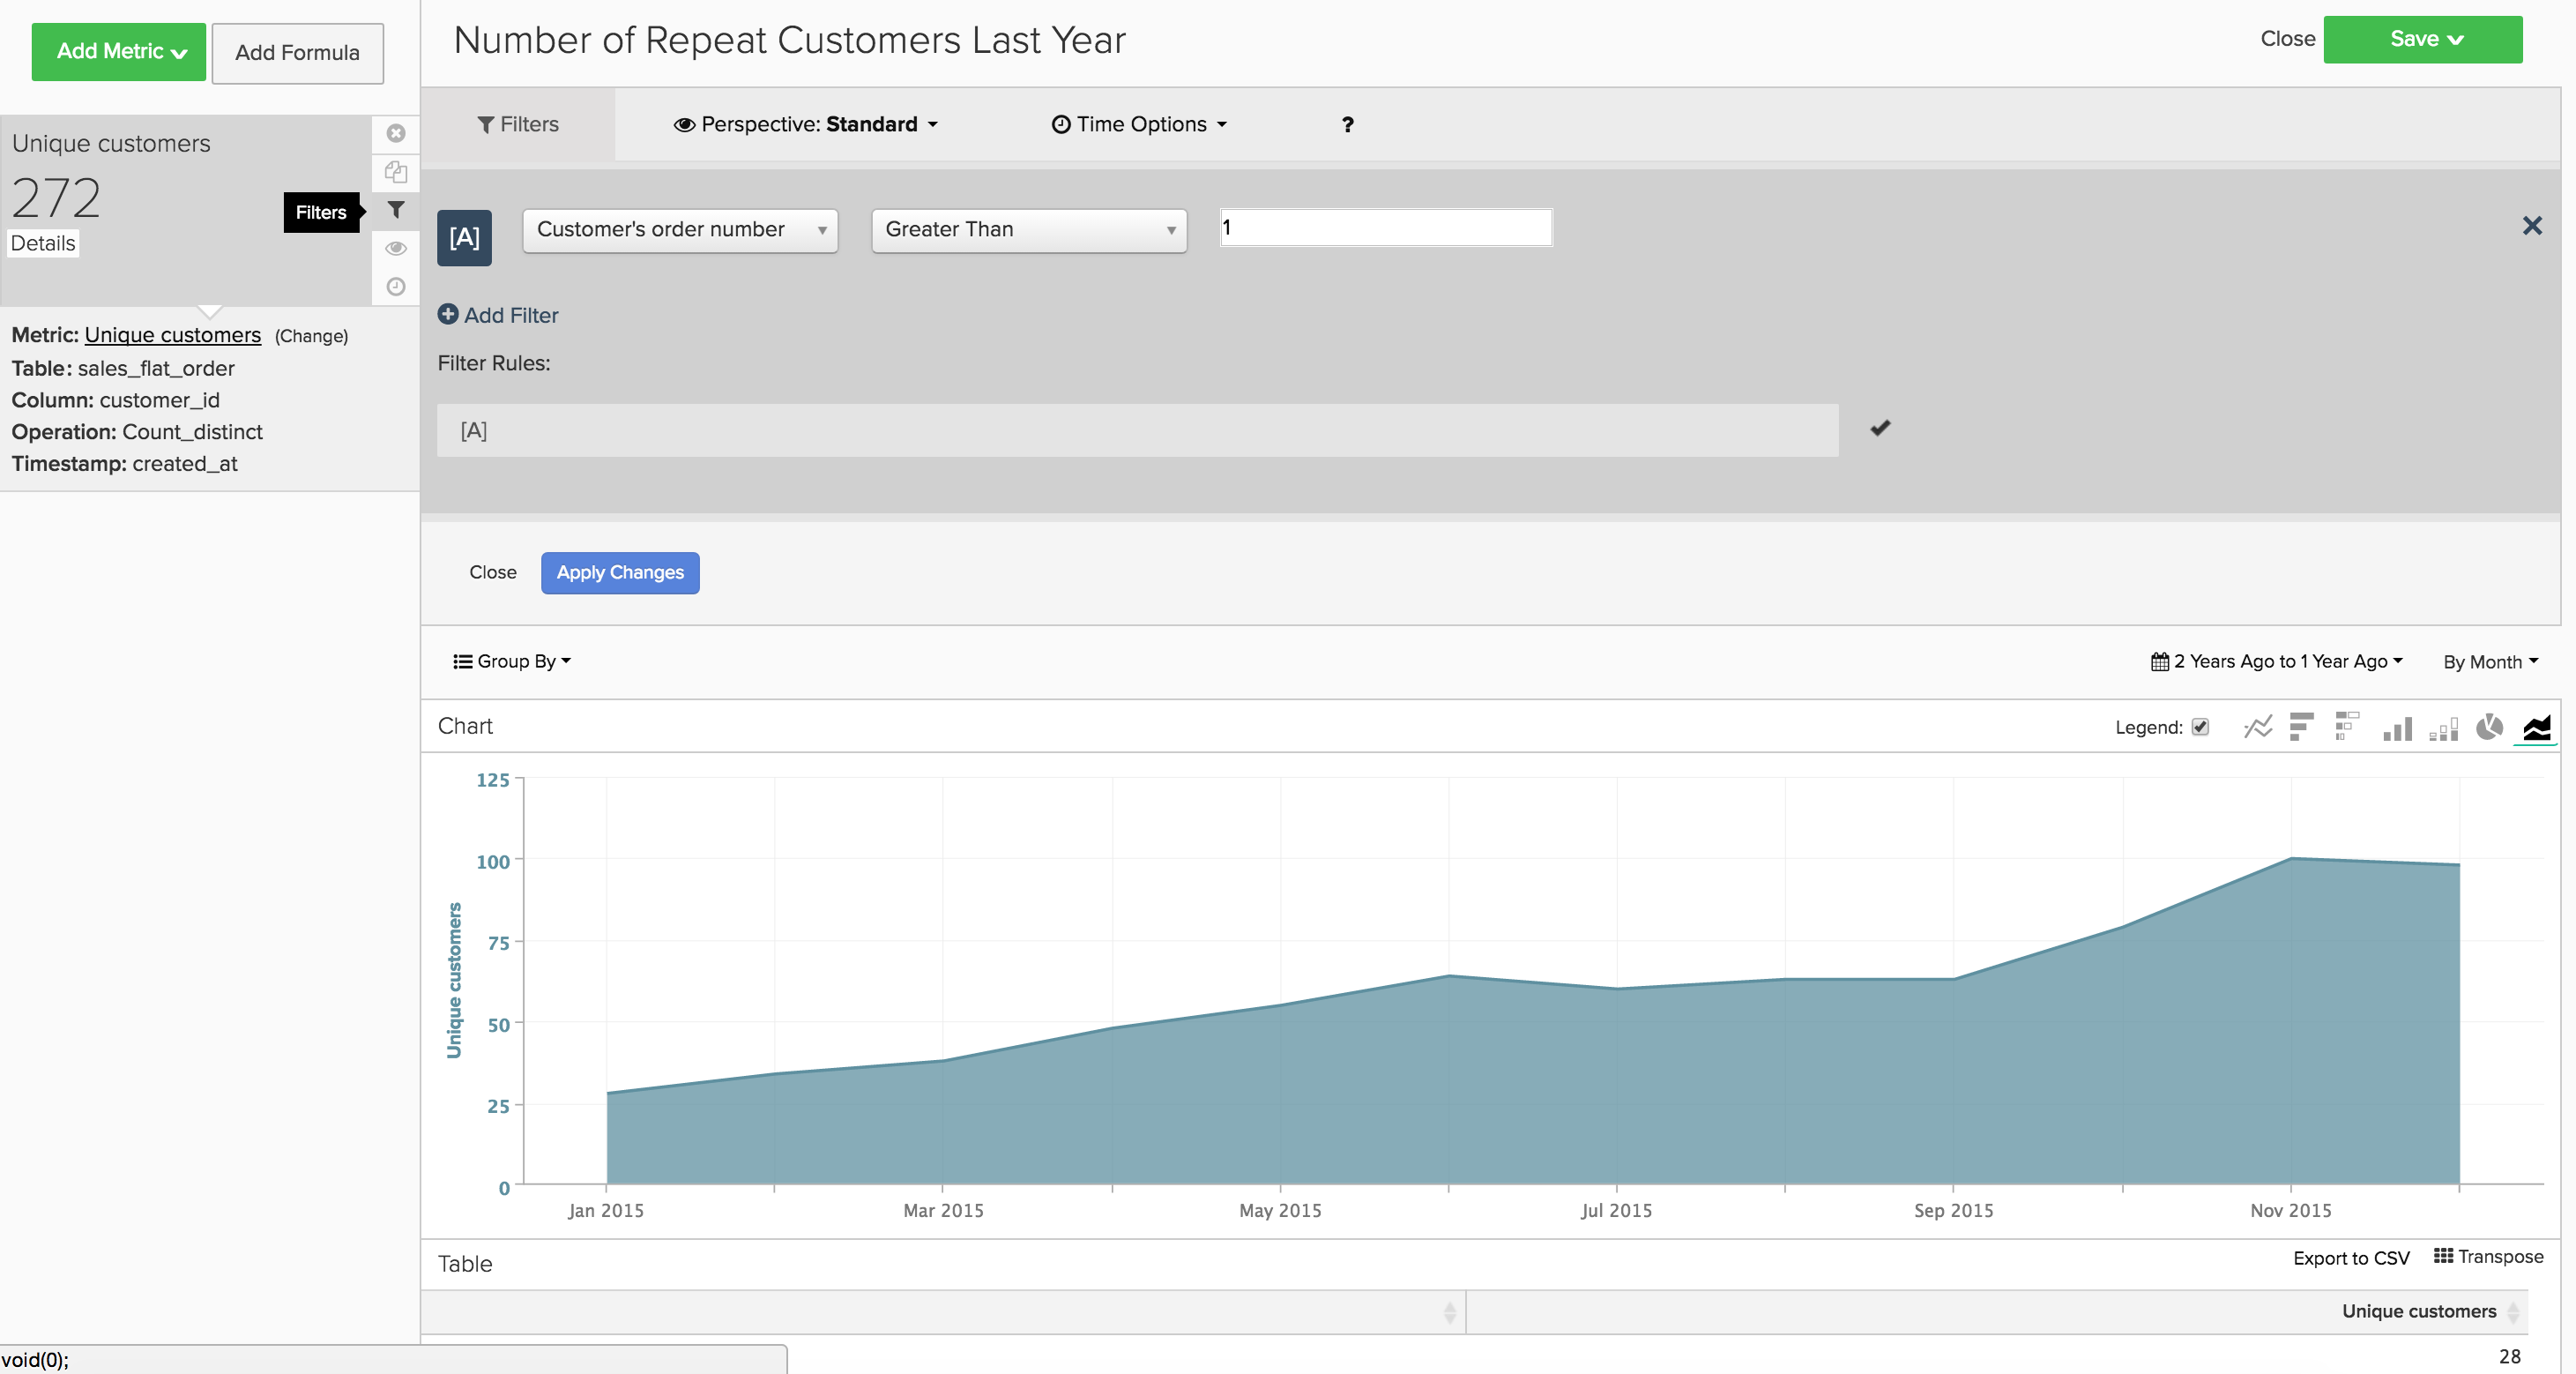 Add Metric
Add Formula
Number of Repeat Customers Last Year
Close
Save
Unique customers
272
Details
Filters
Metric: Unique customers (Change)
Table: sales_flat_order
Column: customer_id
Operation: Count_distinct
Timestamp: created_at
Filters
Perspective: Standard
Time Options
?
[A]
Customer's order number
Greater Than
1
Add Filter
Filter Rules:
[A]
Close
Apply Changes
Group By
2 Years Ago to 1 Year Ago
By Month
Chart
Legend:
125
100
75
50
25
0
Unique customers
Jan 2015
Mar 2015
May 2015
Jul 2015
Sep 2015
Nov 2015
Table
Export to CSV
Transpose
Unique customers
28
void(0);